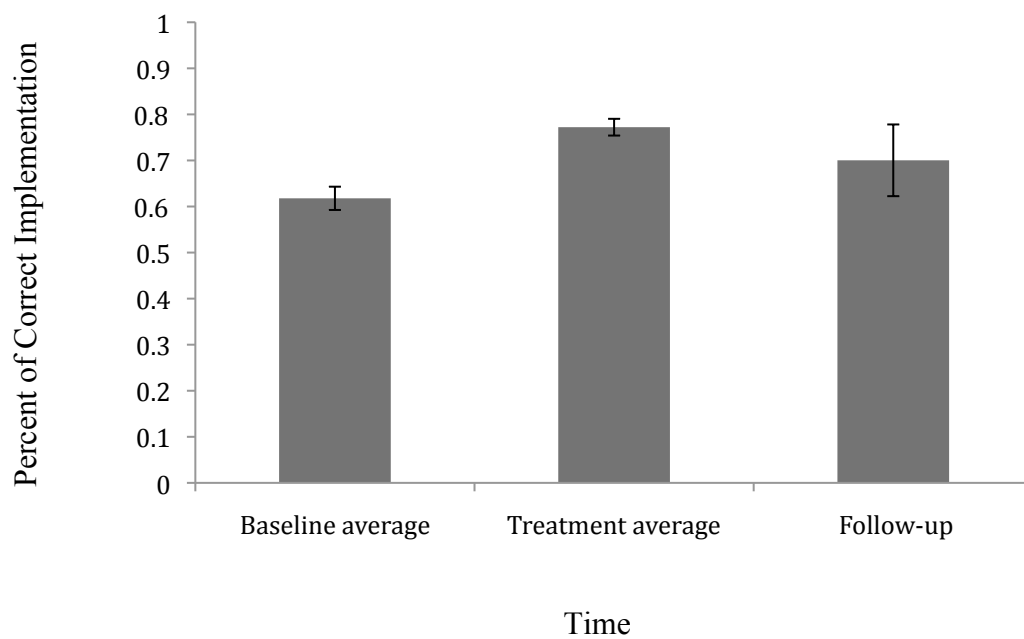 Percent of Correct Implementation
1
0.9
0.8
0.7
0.6
0.5
0.4
0.3
0.2
0.1
0
Baseline average
Treatment average
Follow-up
Time